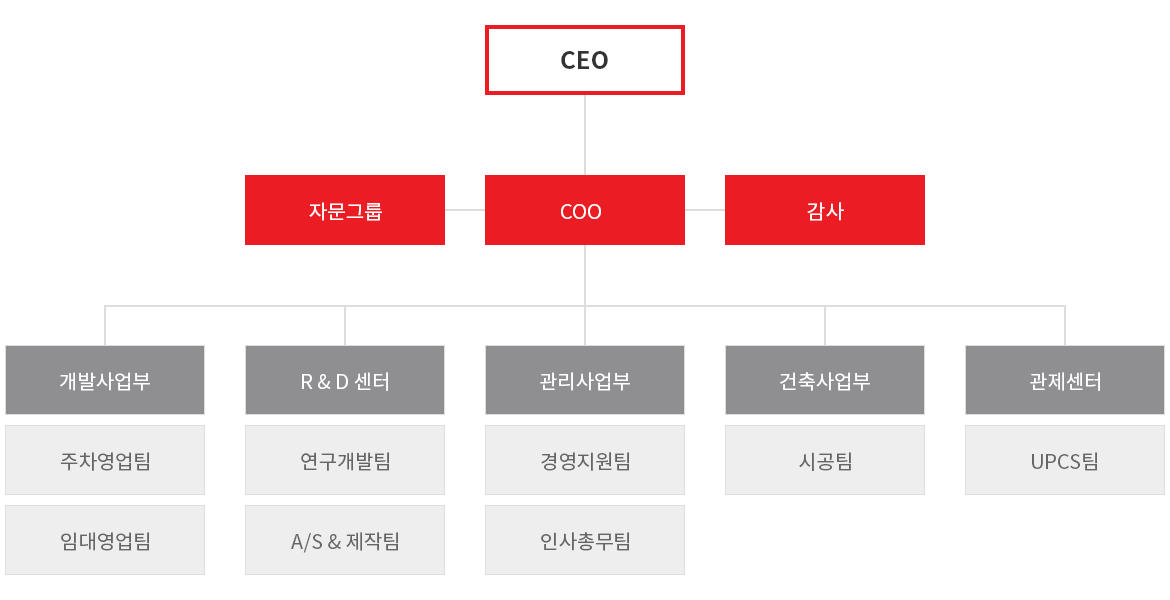 CEO
자문그룹
COO
감사
개발사업부
R & D 센터
관리사업부
건축사업부
관제센터
주차영업팀
연구개발팀
경영지원팀
시공팀
UPCS팀
임대영업팀
A/S & 제작팀
인사총무팀